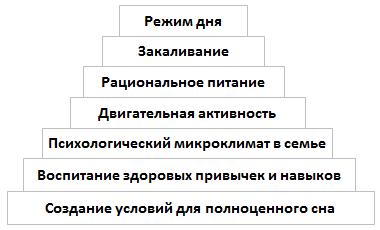 Режим дня
Закаливание
Рациональное питание
Двигательная активность
Психологический микроклимат в семье
Воспитание здоровых привычек и навыков
Создание условий для полноценного сна